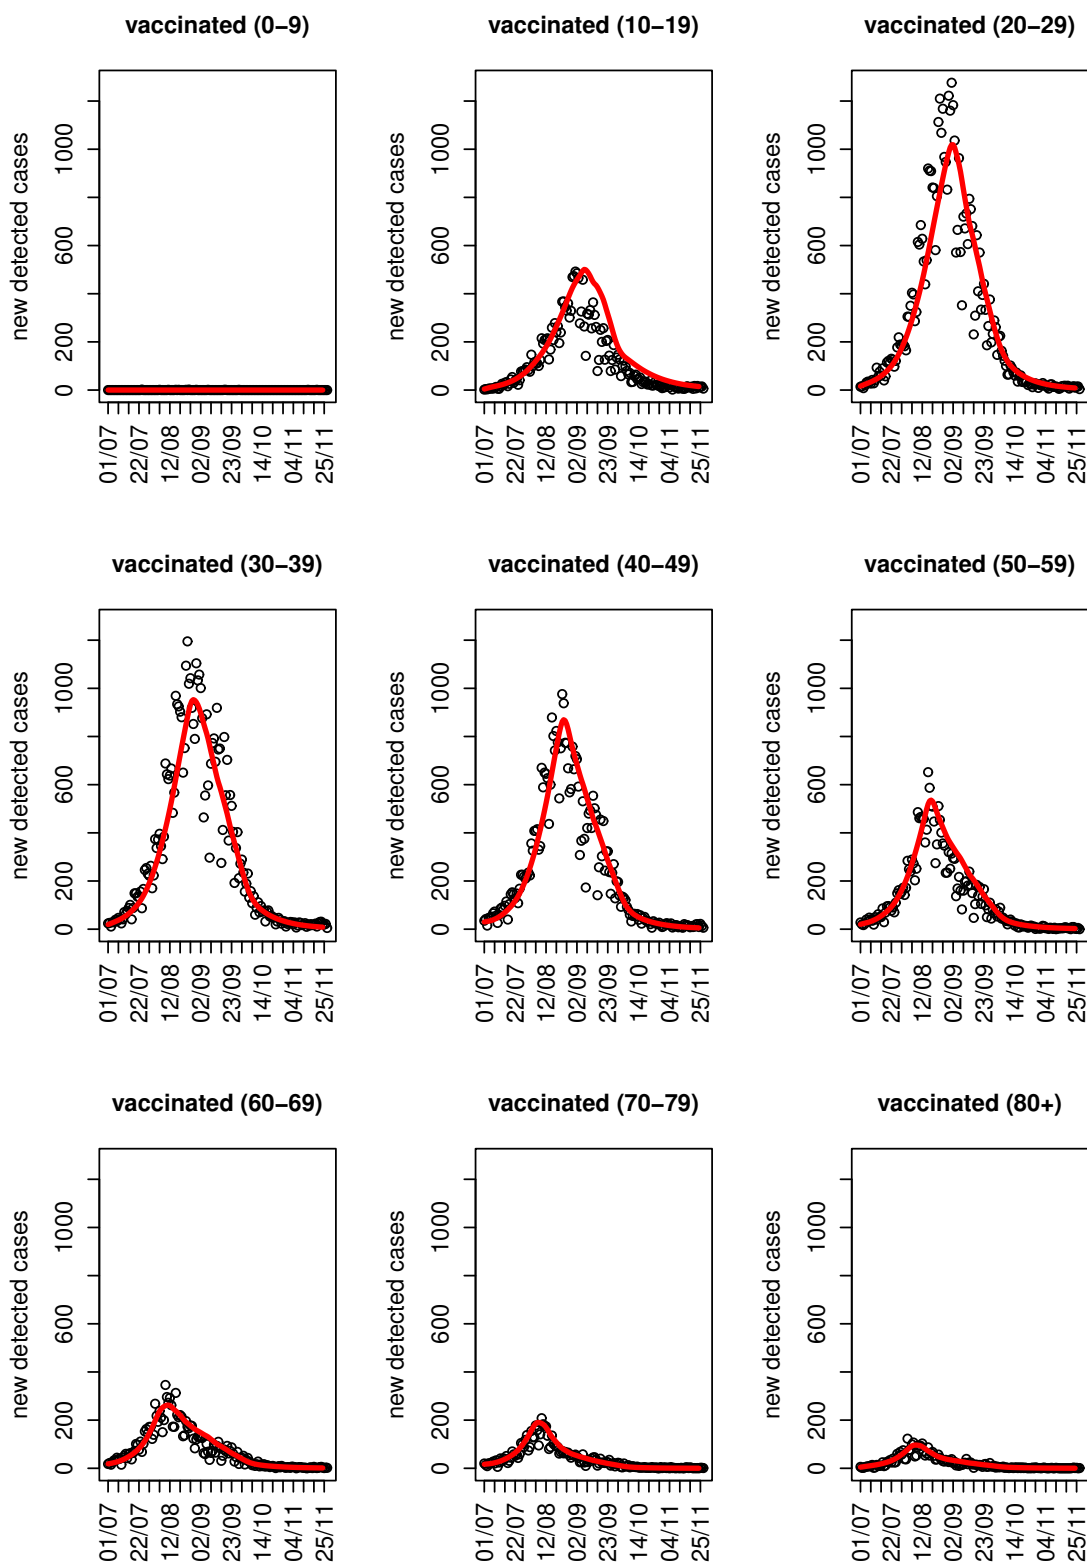 vaccinated (0−9)
new detected cases
0 200 600 1000
01/07 22/07 12/08 02/09 23/09 14/10 04/11 25/11
vaccinated (10−19)
new detected cases
0 200 600 1000
01/07 22/07 12/08 02/09 23/09 14/10 04/11 25/11
vaccinated (20−29)
new detected cases
0 200 600 1000
01/07 22/07 12/08 02/09 23/09 14/10 04/11 25/11
vaccinated (30−39)
new detected cases
0 200 600 1000
01/07 22/07 12/08 02/09 23/09 14/10 04/11 25/11
vaccinated (40−49)
new detected cases
0 200 600 1000
01/07 22/07 12/08 02/09 23/09 14/10 04/11 25/11
vaccinated (50−59)
new detected cases
0 200 600 1000
01/07 22/07 12/08 02/09 23/09 14/10 04/11 25/11
vaccinated (60−69)
new detected cases
0 200 600 1000
01/07 22/07 12/08 02/09 23/09 14/10 04/11 25/11
vaccinated (70−79)
new detected cases
0 200 600 1000
01/07 22/07 12/08 02/09 23/09 14/10 04/11 25/11
vaccinated (80+)
new detected cases
0 200 600 1000
01/07 22/07 12/08 02/09 23/09 14/10 04/11 25/11